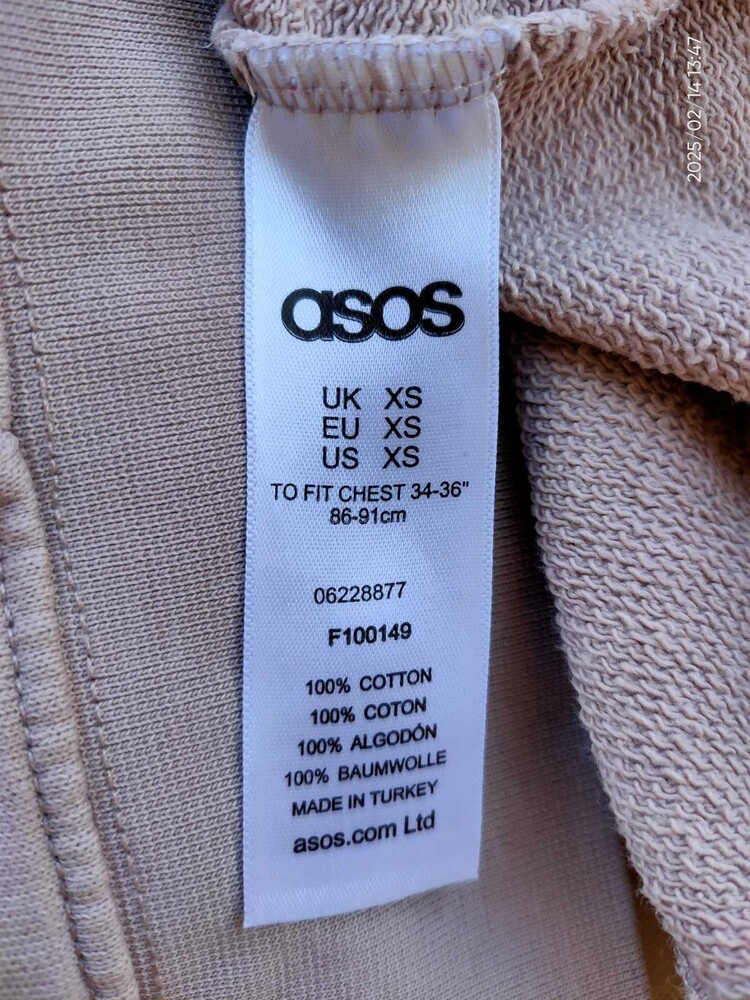 asos
UK XS
EU XS
US XS
TO FIT CHEST 34-36"
86-91cm
06228877
F100149
100% COTTON
100% COTON
100% ALGODÓN
100% BAUMWOLLE
MADE IN TURKEY
asos.com Ltd
2025/02/14 13:47